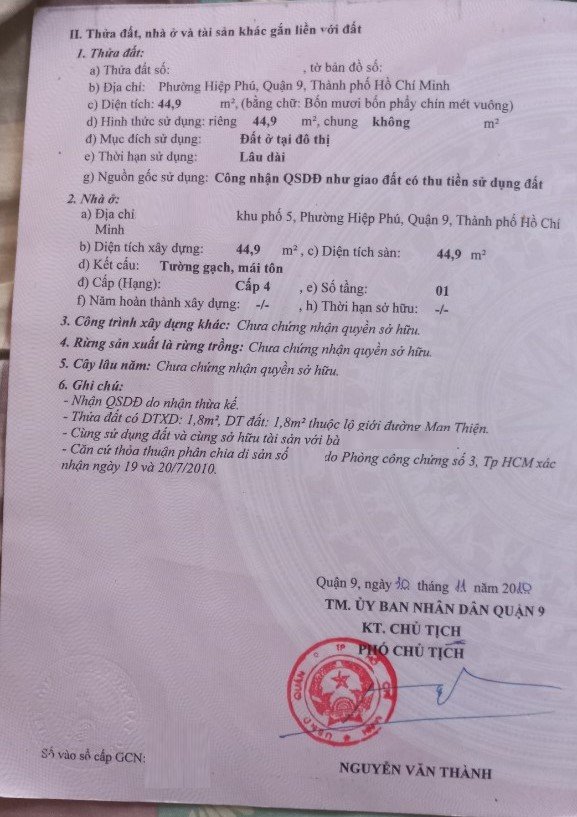 II. Thửa đất, nhà ở và tài sản khác gắn liền với đất
1. Thửa đất:
a) Thửa đất số: , tờ bản đồ số:
b) Địa chỉ: Phường Hiệp Phú, Quận 9, Thành phố Hồ Chí Minh
c) Diện tích: 44,9 m², (bằng chữ: Bốn mươi bốn phẩy chín mét vuông)
d) Hình thức sử dụng: riêng 44,9 m², chung không m²
đ) Mục đích sử dụng: Đất ở tại đô thị
e) Thời hạn sử dụng: Lâu dài
g) Nguồn gốc sử dụng: Công nhận QSDĐ như giao đất có thu tiền sử dụng đất
2. Nhà ở:
a) Địa chỉ khu phố 5, Phường Hiệp Phú, Quận 9, Thành phố Hồ Chí
Minh
b) Diện tích xây dựng: 44,9 m² , c) Diện tích sàn: 44,9 m²
d) Kết cấu: Tường gạch, mái tôn
đ) Cấp (Hạng): Cấp 4 , e) Số tầng: 01
f) Năm hoàn thành xây dựng: -/- , h) Thời hạn sở hữu: -/-
3. Công trình xây dựng khác: Chưa chứng nhận quyền sở hữu.
4. Rừng sản xuất là rừng trồng: Chưa chứng nhận quyền sở hữu.
5. Cây lâu năm: Chưa chứng nhận quyền sở hữu.
6. Ghi chú:
- Nhận QSDĐ do nhận thừa kế.
- Thửa đất có DTXD: 1,8m², DT đất: 1,8m² thuộc lộ giới đường Man Thiện.
- Cùng sử dụng đất và cùng sở hữu tài sản với bà
- Căn cứ thỏa thuận phân chia di sản số do Phòng công chứng số 3, Tp HCM xác
nhận ngày 19 và 20/7/2010.
Quận 9, ngày 30 tháng 11 năm 2010
TM. ỦY BAN NHÂN DÂN QUẬN 9
KT. CHỦ TỊCH
PHÓ CHỦ TỊCH
NGUYỄN VĂN THÀNH
Số vào sổ cấp GCN: